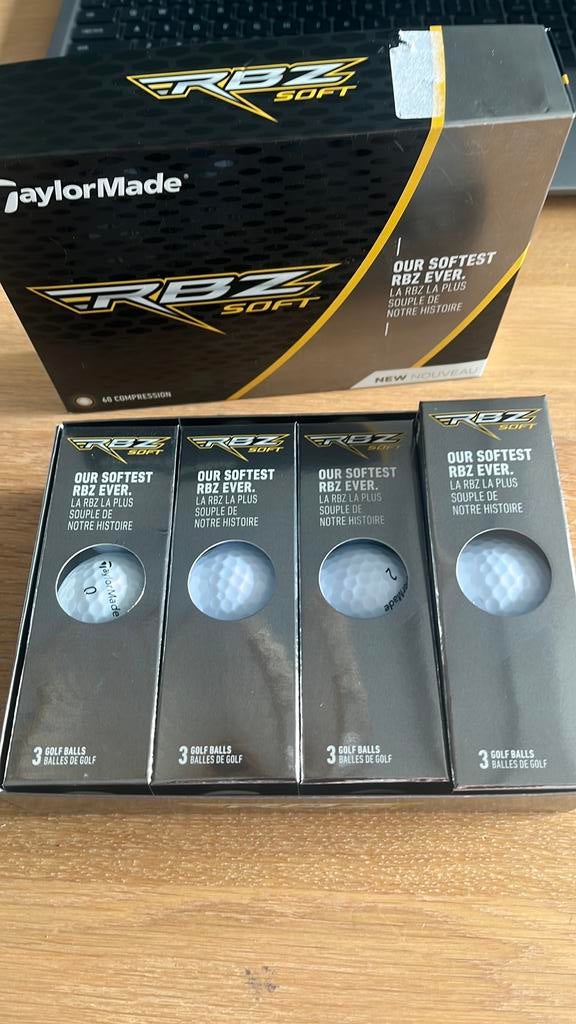 RBZ
SOFT
TaylorMade®
RBZ
SOFT
OUR SOFTEST
RBZ EVER.
LA RBZ LA PLUS
SOUPLE DE
NOTRE HISTOIRE
NEW NOUVEAU
60 COMPRESSION
RBZ
SOFT
OUR SOFTEST
RBZ EVER.
LA RBZ LA PLUS
SOUPLE DE
NOTRE HISTOIRE
TaylorMade
0
3 GOLF BALLS
BALLES DE GOLF
RBZ
SOFT
OUR SOFTEST
RBZ EVER.
LA RBZ LA PLUS
SOUPLE DE
NOTRE HISTOIRE
3 GOLF BALLS
BALLES DE GOLF
RBZ
SOFT
OUR SOFTEST
RBZ EVER.
LA RBZ LA PLUS
SOUPLE DE
NOTRE HISTOIRE
2
rMade
3 GOLF BALLS
BALLES DE GOLF
RBZ
SOFT
OUR SOFTEST
RBZ EVER.
LA RBZ LA PLUS
SOUPLE DE
NOTRE HISTOIRE
3 GOLF BALLS
BALLES DE GOLF